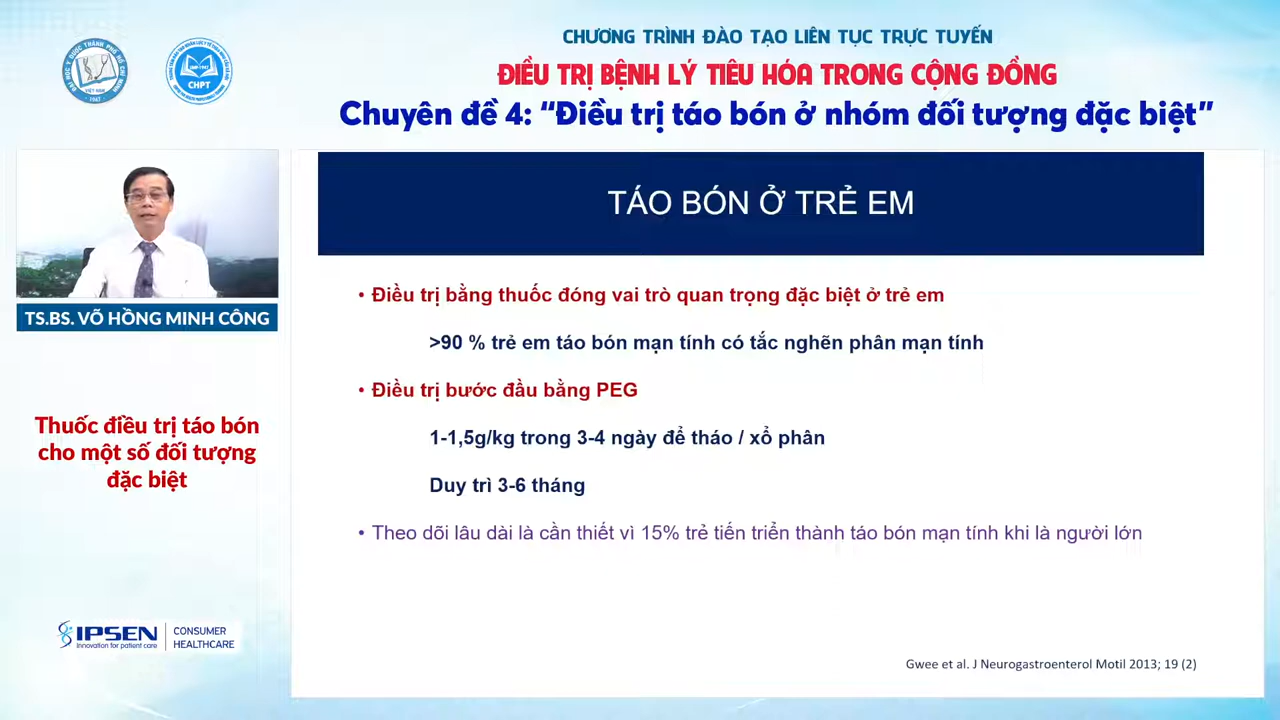 CHƯƠNG TRÌNH ĐÀO TẠO LIÊN TỤC TRỰC TUYẾN
ĐIỀU TRỊ BỆNH LÝ TIÊU HÓA TRONG CỘNG ĐỒNG
Chuyên đề 4: “Điều trị táo bón ở nhóm đối tượng đặc biệt”
CHPT
VIỆT NAM
1947
TS.BS. VÕ HỒNG MINH CÔNG
Thuốc điều trị táo bón
cho một số đối tượng
đặc biệt
IPSEN
Innovation for patient care
CONSUMER
HEALTHCARE
TÁO BÓN Ở TRẺ EM
• Điều trị bằng thuốc đóng vai trò quan trọng đặc biệt ở trẻ em
>90 % trẻ em táo bón mạn tính có tắc nghẽn phân mạn tính
• Điều trị bước đầu bằng PEG
1-1,5g/kg trong 3-4 ngày để tháo / xổ phân
Duy trì 3-6 tháng
• Theo dõi lâu dài là cần thiết vì 15% trẻ tiến triển thành táo bón mạn tính khi là người lớn
Gwee et al. J Neurogastroenterol Motil 2013; 19 (2)